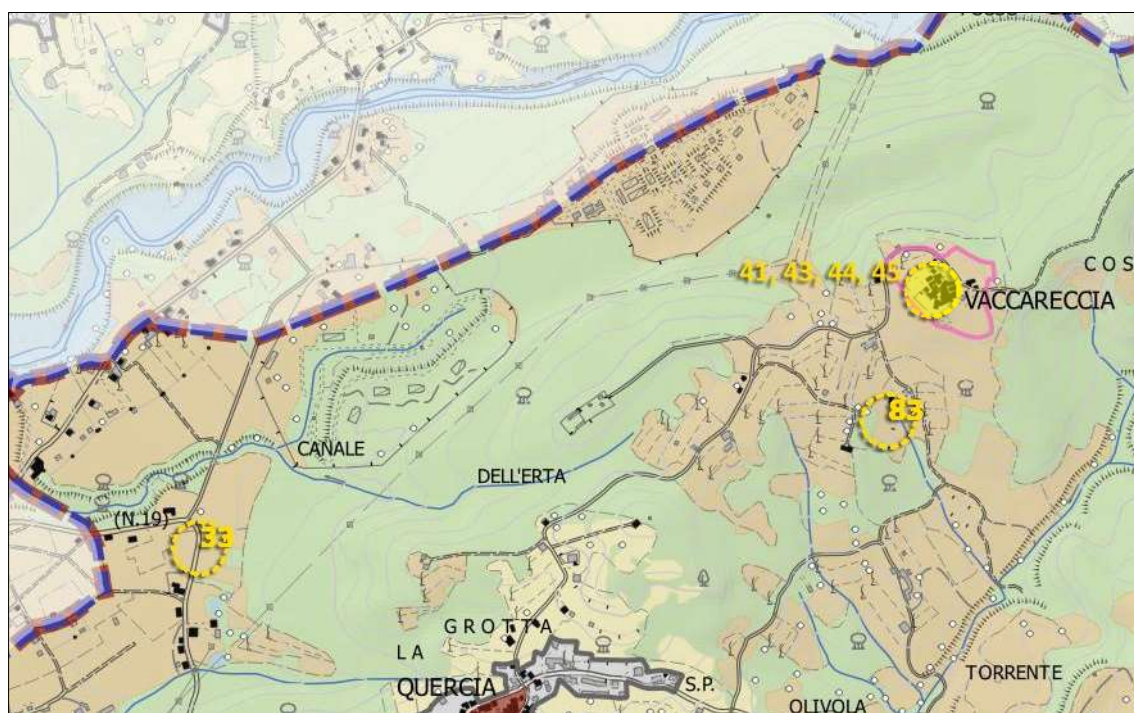 41, 43, 44, 45
COS
VACCARECCIA
83
CANALE
DELL'ERTA
(N.19)
33
GROTTA
LA
QUERCIA
S.P.
TORRENTE
OLIVOLA